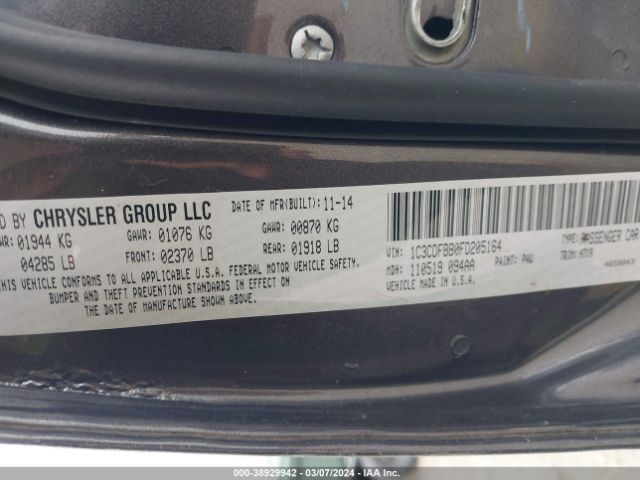 D BY CHRYSLER GROUP LLC DATE OF MFR(BUILT): 11-14
WR: 01944 KG GAWR: 01076 KG GAWR: 00870 KG
04285 LB FRONT: 02370 LB REAR: 01918 LB
THIS VEHICLE CONFORMS TO ALL APPLICABLE U.S.A. FEDERAL MOTOR VEHICLE SAFETY,
BUMPER AND THEFT PREVENTION STANDARDS IN EFFECT ON
THE DATE OF MANUFACTURE SHOWN ABOVE.
VIN: 1C3CDFBB0FD205164 TYPE: PASSENGER CAR
MDH: 110519 094AA PAINT: PAU TRIM:
VEHICLE MADE IN U.S.A.
000-38929942 — 03/07/2024 — IAA Inc.